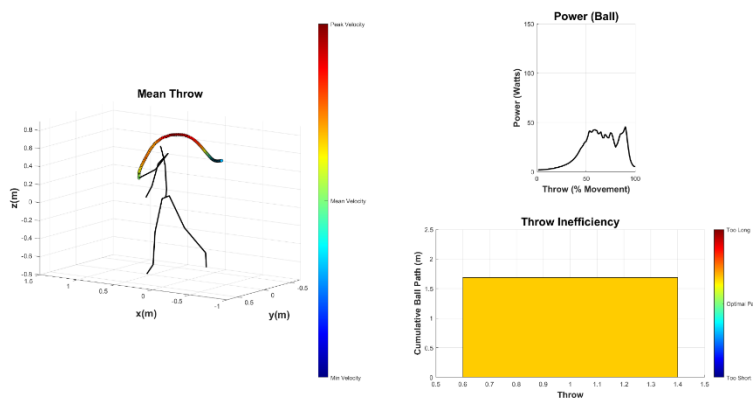 Mean Throw
z(m)
0.8
0.6
0.4
0.2
0
-0.2
-0.4
-0.6
-0.8
1.5
1
0.5
0
-0.5
-1
x(m)
0.5
0
-0.5
y(m)
Peak Velocity
Mean Velocity
Min Velocity
Power (Ball)
Power (Watts)
150
100
50
0
0
50
100
Throw (% Movement)
Throw Inefficiency
Cumulative Ball Path (m)
2.5
2
1.5
1
0.5
0
0.5
0.6
0.7
0.8
0.9
1
1.1
1.2
1.3
1.4
1.5
Throw
Too Long
Optimal Pa
Too Short